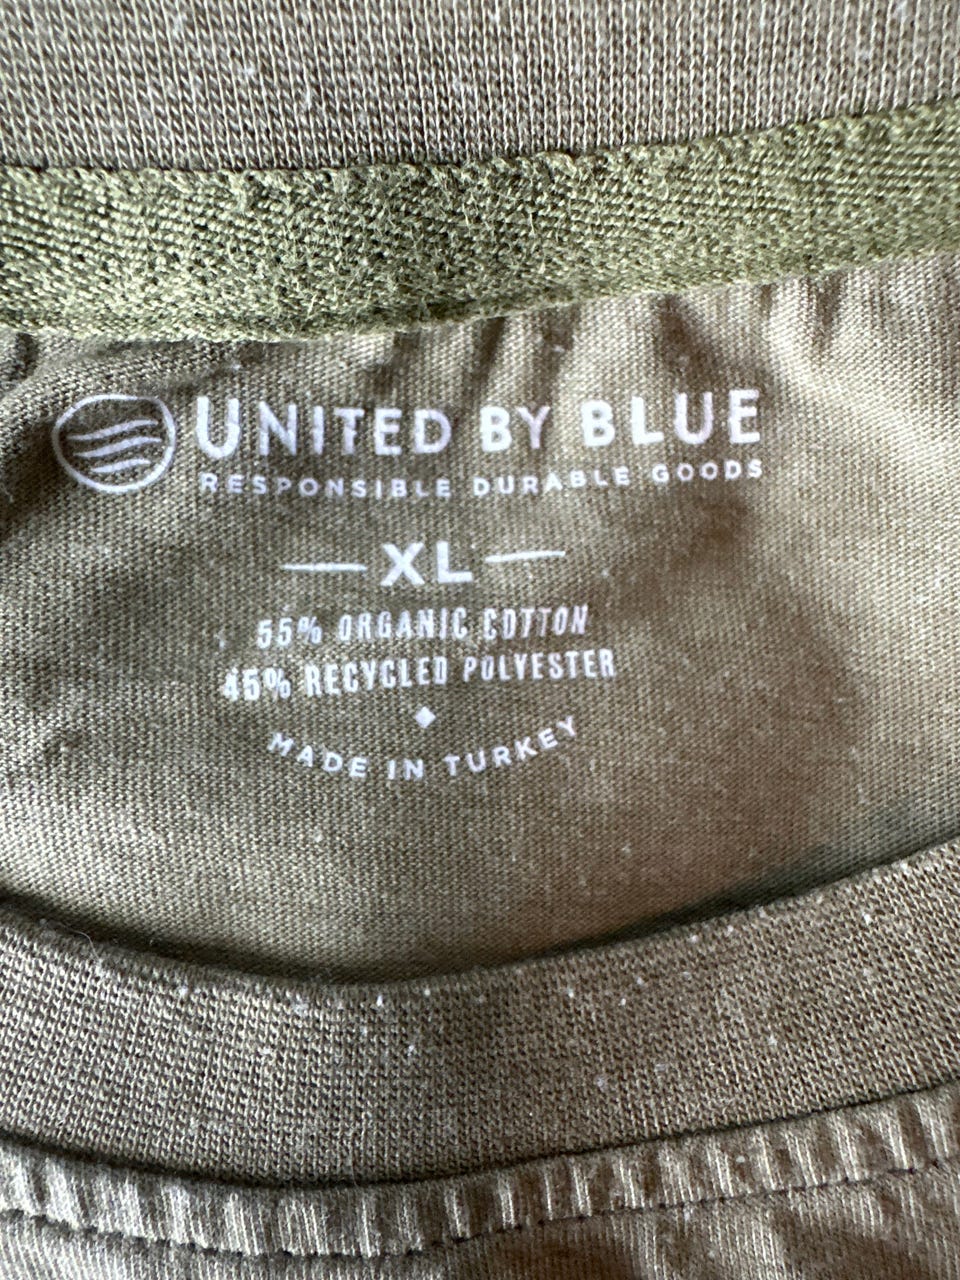 UNITED BY BLUE
RESPONSIBLE DURABLE GOODS
XL
55% ORGANIC COTTON
45% RECYCLED POLYESTER
MADE IN TURKEY